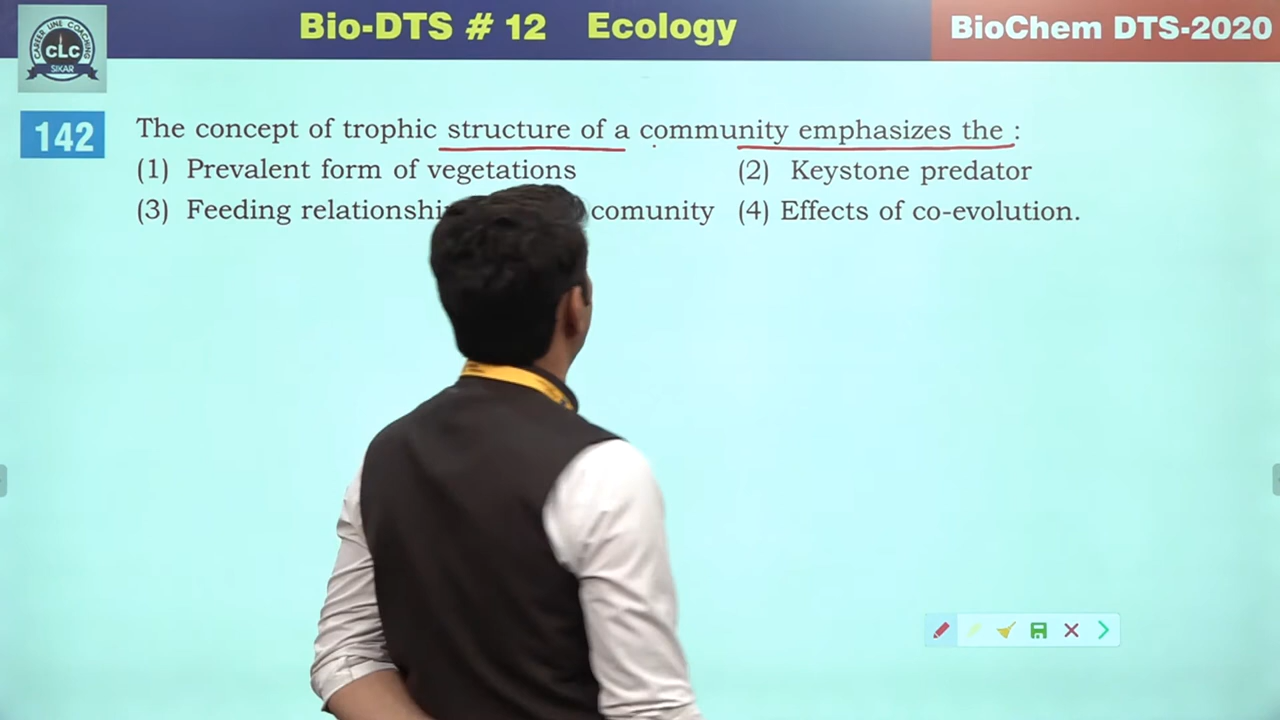 Bio-DTS # 12 Ecology
BioChem DTS-2020
CAREER LINE COACHING
CLC
SIKAR
142 The concept of trophic structure of a community emphasizes the :
(1) Prevalent form of vegetations (2) Keystone predator
(3) Feeding comunity (4) Effects of co-evolution.